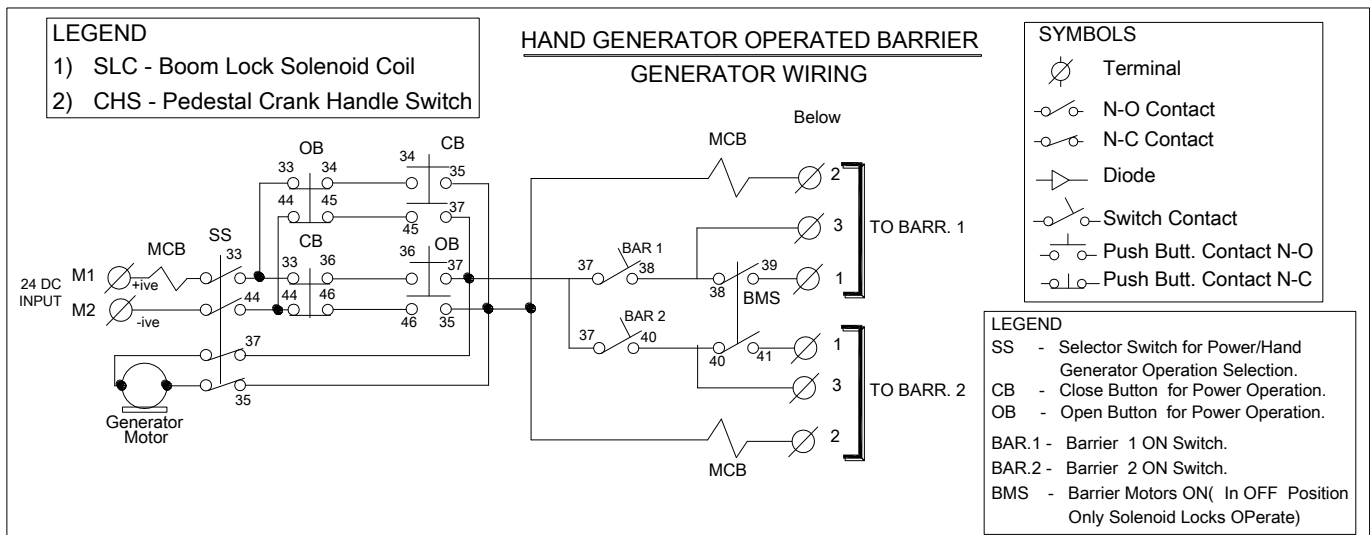 LEGEND
1) SLC - Boom Lock Solenoid Coil
2) CHS - Pedestal Crank Handle Switch
HAND GENERATOR OPERATED BARRIER
GENERATOR WIRING
SYMBOLS
Terminal
N-O Contact
N-C Contact
Diode
Switch Contact
Push Butt. Contact N-O
Push Butt. Contact N-C
Below
OB
CB
MCB
33 34
34
35
2
44 45
45
37
3
TO BARR. 1
SS
MCB
CB
OB
33
33 36
36
37
BAR 1
37 38
38
39
1
BMS
24 DC
INPUT
M1
+ive
M2
-ive
44
44 46
46
35
BAR 2
37 40
40
41
1
37
35
3
TO BARR. 2
2
MCB
Generator
Motor
LEGEND
SS - Selector Switch for Power/Hand
Generator Operation Selection.
CB - Close Button for Power Operation.
OB - Open Button for Power Operation.
BAR.1 - Barrier 1 ON Switch.
BAR.2 - Barrier 2 ON Switch.
BMS - Barrier Motors ON( In OFF Position
Only Solenoid Locks OPerate)